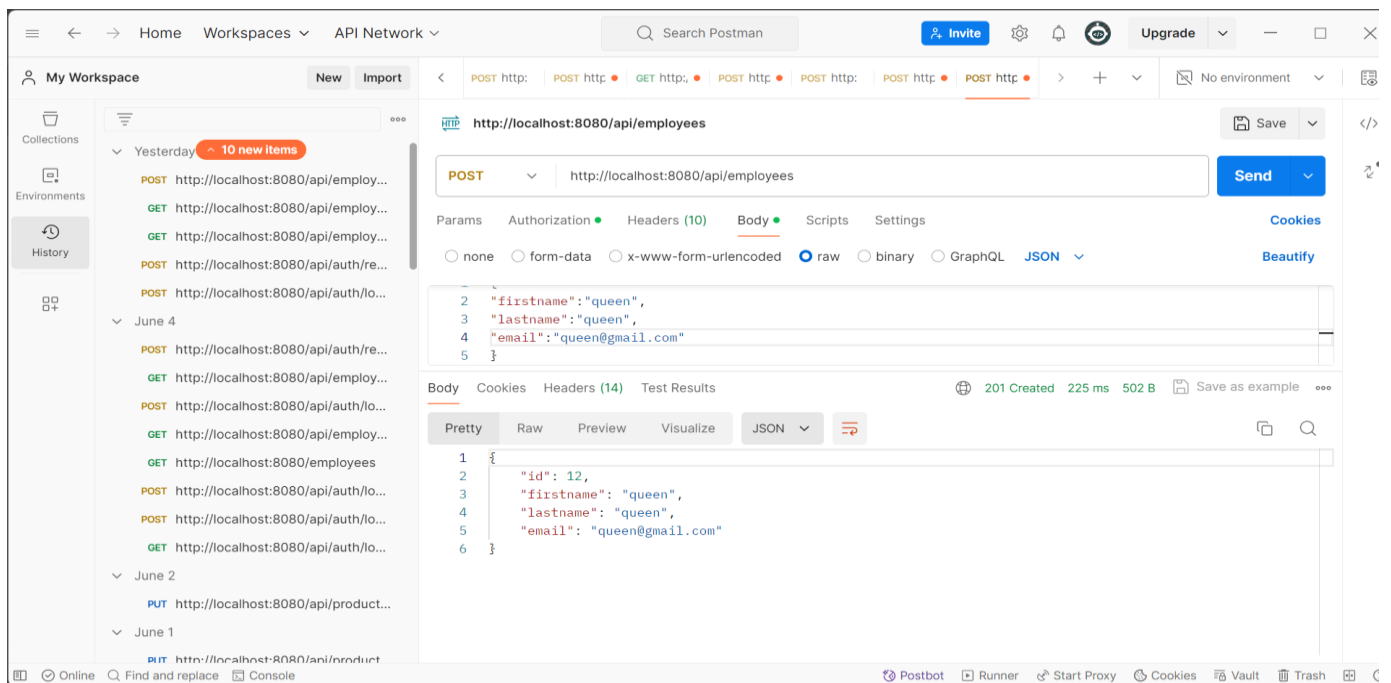 Home Workspaces API Network Search Postman Invite Upgrade
My Workspace New Import POST http: POST http GET http:, POST http POST http: POST http POST http No environment
Collections
Environments
History
Yesterday 10 new items
POST http://localhost:8080/api/employ...
GET http://localhost:8080/api/employ...
GET http://localhost:8080/api/employ...
POST http://localhost:8080/api/auth/re...
POST http://localhost:8080/api/auth/lo...
June 4
POST http://localhost:8080/api/auth/re...
GET http://localhost:8080/api/employ...
POST http://localhost:8080/api/auth/lo...
GET http://localhost:8080/api/employ...
GET http://localhost:8080/employees
POST http://localhost:8080/api/auth/lo...
POST http://localhost:8080/api/auth/lo...
GET http://localhost:8080/api/auth/lo...
June 2
PUT http://localhost:8080/api/product...
June 1
PUT http://localhost:8080/api/product
HTTP http://localhost:8080/api/employees Save
POST http://localhost:8080/api/employees Send
Params Authorization Headers (10) Body Scripts Settings Cookies
none form-data x-www-form-urlencoded raw binary GraphQL JSON Beautify
2 "firstname":"queen",
3 "lastname":"queen",
4 "email":"queen@gmail.com"
5 }
Body Cookies Headers (14) Test Results 201 Created 225 ms 502 B Save as example
Pretty Raw Preview Visualize JSON
1 {
2 "id": 12,
3 "firstname": "queen",
4 "lastname": "queen",
5 "email": "queen@gmail.com"
6 }
Online Find and replace Console Postbot Runner Start Proxy Cookies Vault Trash